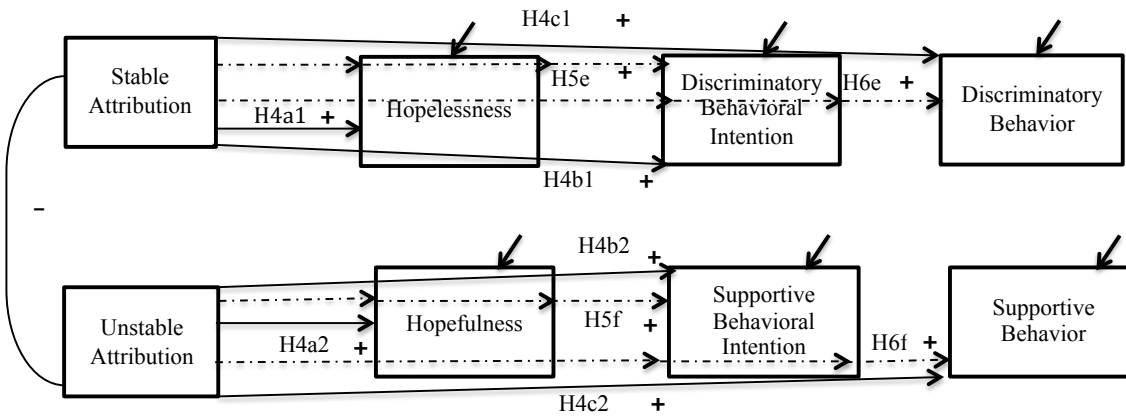 H4c1 +
Stable
Attribution
Hopelessness
H5e +
Discriminatory
Behavioral
Intention
H6e +
Discriminatory
Behavior
H4a1 +
H4b1 +
-
H4b2 +
Unstable
Attribution
Hopefulness
H5f +
Supportive
Behavioral
Intention
H6f +
Supportive
Behavior
H4a2 +
H4c2 +